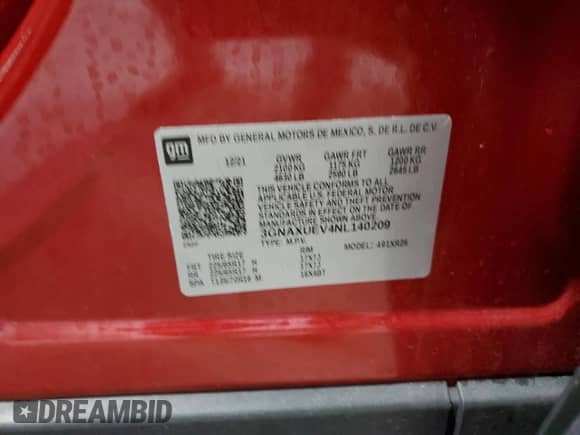 gm
MFD BY GENERAL MOTORS DE MEXICO, S. DE R.L. DE C.V.
12/21 GVWR GAWR FRT GAWR RR
2100 KG 1175 KG 1200 KG
4630 LB 2590 LB 2645 LB
THIS VEHICLE CONFORMS TO ALL
APPLICABLE U.S. FEDERAL MOTOR
VEHICLE SAFETY AND THEFT PREVENTION
STANDARDS IN EFFECT ON THE DATE OF
MANUFACTURE SHOWN ABOVE.
3GNAXUEV4NL140209
TYPE: M.P.V. MODEL: 491XR26
TIRE SIZE RIM
FRT 225/65R17 H 17X7J
RR 225/65R17 H 17X7J
SPA T135/70R16 M 16X4BT
DREAMBID